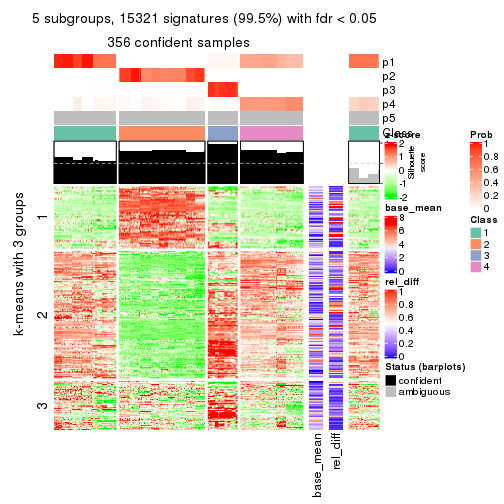 5 subgroups, 15321 signatures (99.5%) with fdr < 0.05
356 confident samples
p1
p2
p3
p4
p5
Class
z-score
2
1
0
-1
-2
Silhouette
score
Prob
1
0.8
0.6
0.4
0.2
0
base_mean
8
6
4
2
0
Class
1
2
3
4
rel_diff
1
0.8
0.6
0.4
0.2
0
Status (barplots)
confident
ambiguous
k-means with 3 groups
1
2
3
base_mean
rel_diff